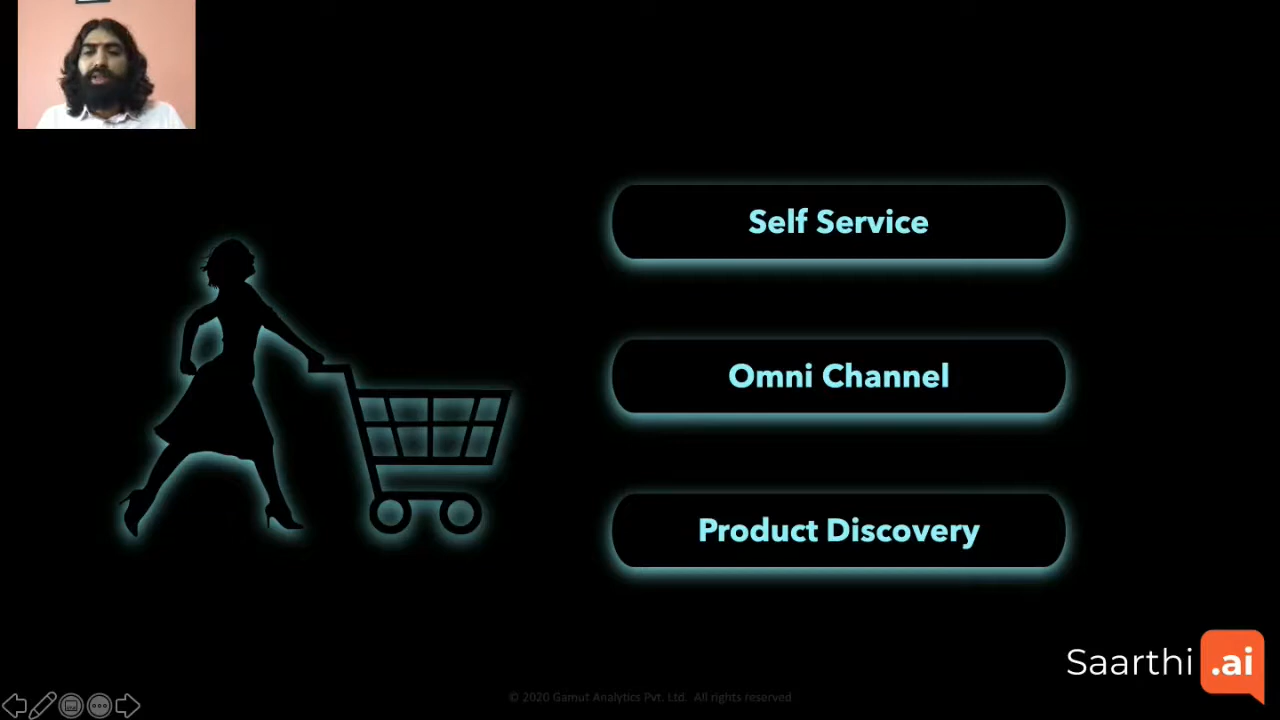 Self Service
Omni Channel
Product Discovery
Saarthi .ai
© 2020 Gamut Analytics Pvt. Ltd. All rights reserved